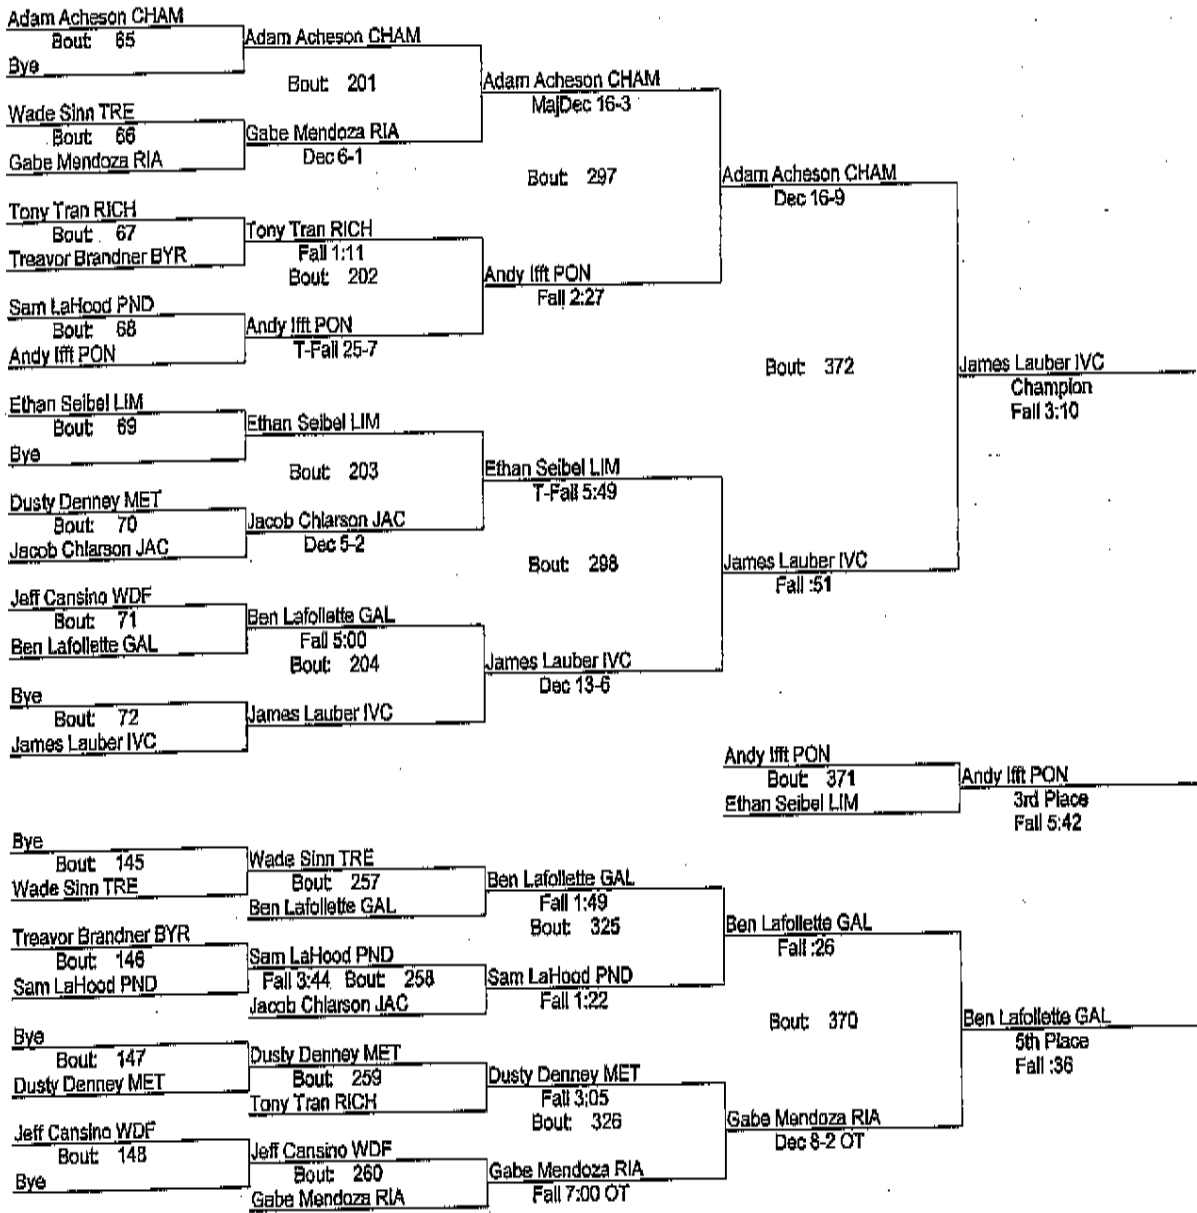 Adam Acheson CHAM
Bout: 65
Bye
Adam Acheson CHAM
Bout: 201
Wade Sinn TRE
Bout: 66
Gabe Mendoza RIA
Gabe Mendoza RIA
Dec 6-1
Adam Acheson CHAM
MajDec 16-3
Bout: 297
Tony Tran RICH
Bout: 67
Treavor Brandner BYR
Tony Tran RICH
Fall 1:11
Bout: 202
Sam LaHood PND
Bout: 68
Andy Ifft PON
Andy Ifft PON
T-Fall 25-7
Andy Ifft PON
Fall 2:27
Adam Acheson CHAM
Dec 16-9
Bout: 372
Ethan Seibel LIM
Bout: 69
Bye
Ethan Seibel LIM
Bout: 203
Dusty Denney MET
Bout: 70
Jacob Chlarson JAC
Jacob Chlarson JAC
Dec 5-2
Ethan Seibel LIM
T-Fall 5:49
Bout: 298
Jeff Cansino WDF
Bout: 71
Ben Lafollette GAL
Ben Lafollette GAL
Fall 5:00
Bout: 204
Bye
Bout: 72
James Lauber IVC
James Lauber IVC
James Lauber IVC
Dec 13-6
James Lauber IVC
Fall :51
James Lauber IVC
Champion
Fall 3:10
Andy Ifft PON
Bout: 371
Ethan Seibel LIM
Andy Ifft PON
3rd Place
Fall 5:42
Bye
Bout: 145
Wade Sinn TRE
Wade Sinn TRE
Bout: 257
Ben Lafollette GAL
Ben Lafollette GAL
Fall 1:49
Bout: 325
Treavor Brandner BYR
Bout: 146
Sam LaHood PND
Sam LaHood PND
Fall 3:44 Bout: 258
Jacob Chlarson JAC
Sam LaHood PND
Fall 1:22
Ben Lafollette GAL
Fall :26
Bout: 370
Bye
Bout: 147
Dusty Denney MET
Dusty Denney MET
Bout: 259
Tony Tran RICH
Dusty Denney MET
Fall 3:05
Bout: 326
Jeff Cansino WDF
Bout: 148
Bye
Jeff Cansino WDF
Bout: 260
Gabe Mendoza RIA
Gabe Mendoza RIA
Fall 7:00 OT
Gabe Mendoza RIA
Dec 8-2 OT
Ben Lafollette GAL
5th Place
Fall :36